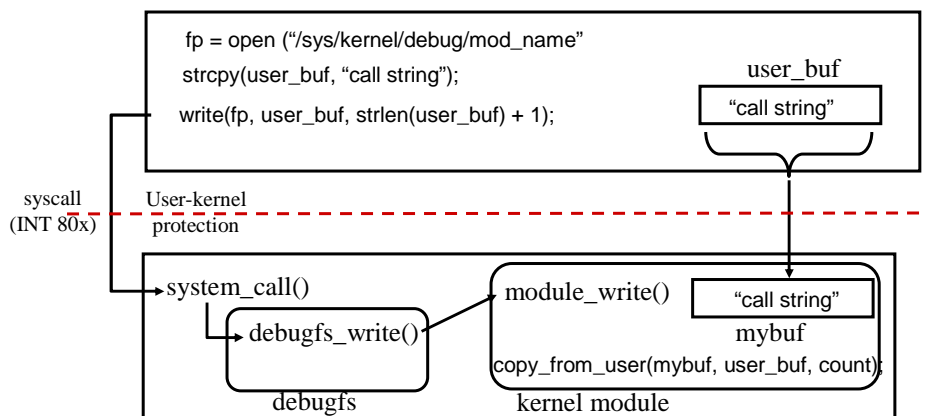 fp = open (“/sys/kernel/debug/mod_name”
strcpy(user_buf, “call string”);
write(fp, user_buf, strlen(user_buf) + 1);
user_buf
“call string”
syscall
(INT 80x)
User-kernel
protection
system_call()
debugfs_write()
debugfs
module_write()
“call string”
mybuf
copy_from_user(mybuf, user_buf, count);
kernel module